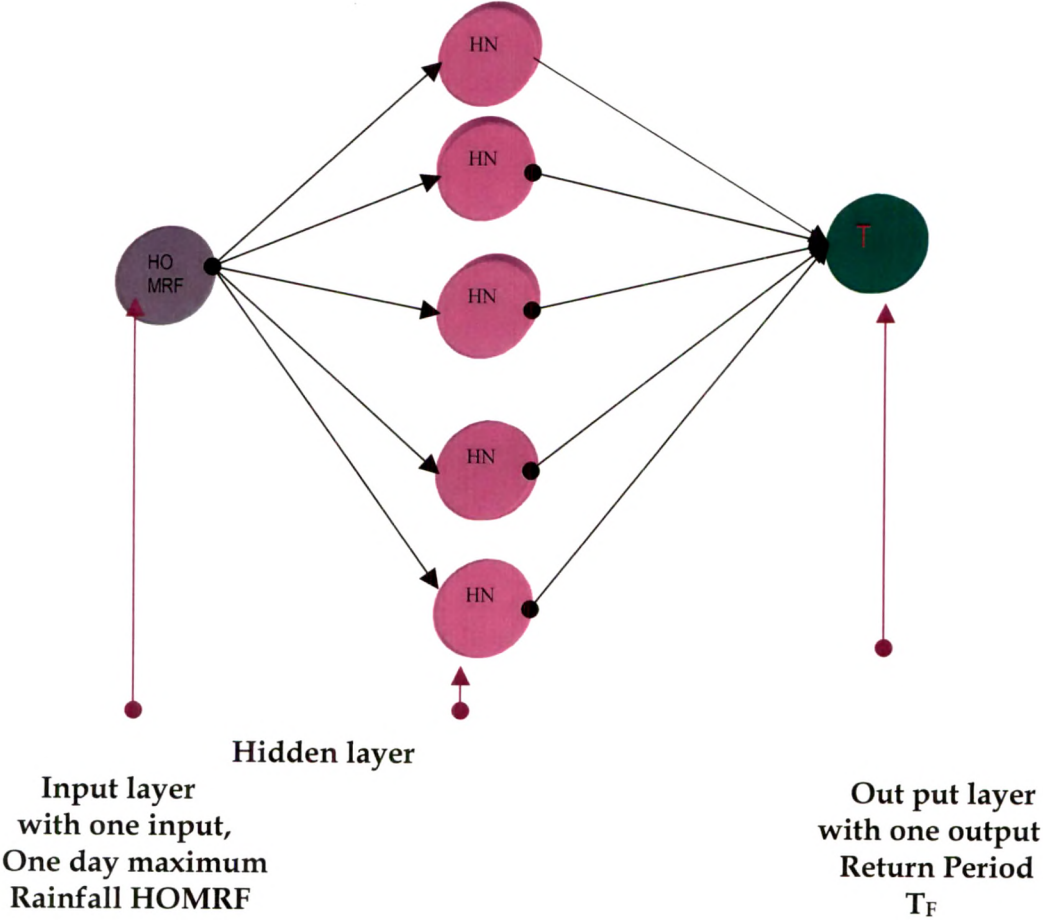 HN
HN
HO
MRF
T
HN
HN
HN
Hidden layer
Input layer
with one input,
One day maximum
Rainfall HOMRF
Out put layer
with one output
Return Period
TF